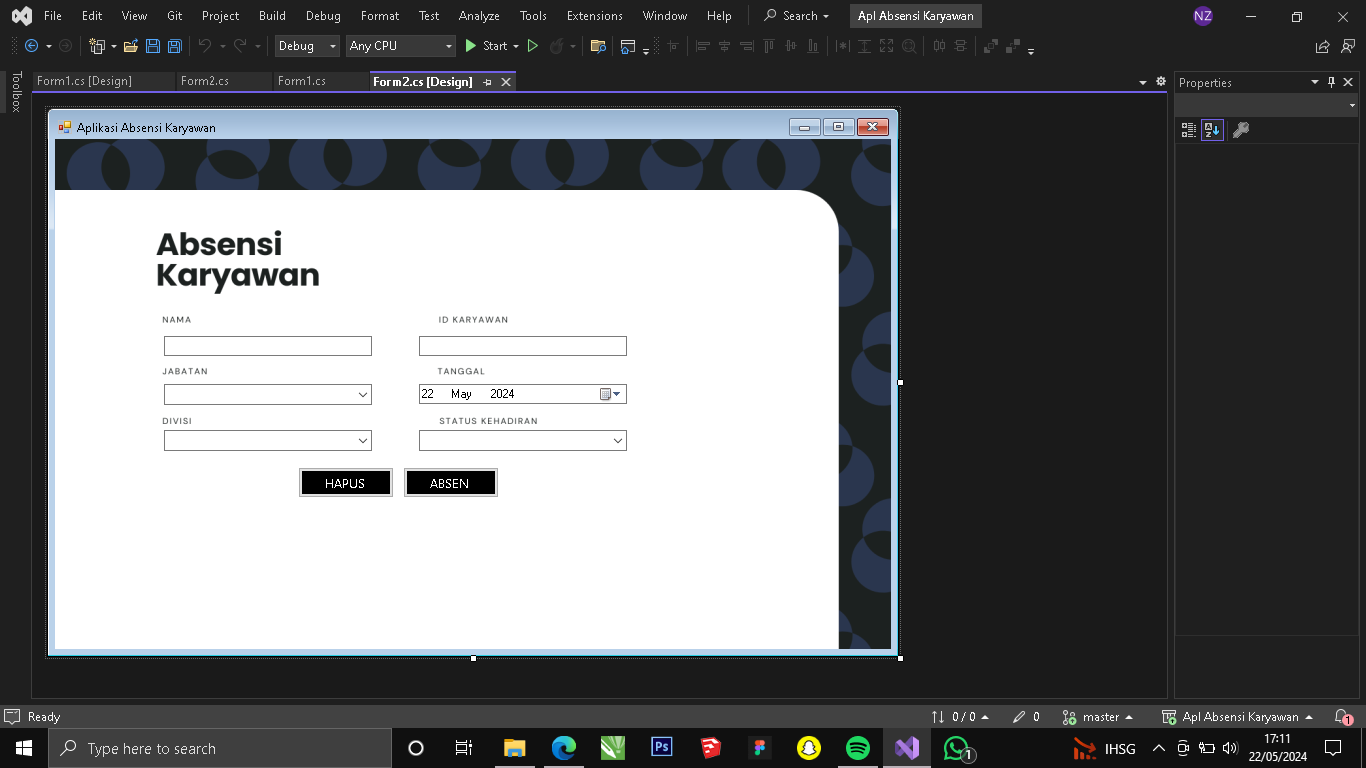 File Edit View Git Project Build Debug Format Test Analyze Tools Extensions Window Help Search Apl Absensi Karyawan NZ
Debug Any CPU Start
Toolbox
Form1.cs [Design] Form2.cs Form1.cs Form2.cs [Design]
Properties
Aplikasi Absensi Karyawan
Absensi
Karyawan
NAMA ID KARYAWAN
JABATAN TANGGAL
22 May 2024
DIVISI STATUS KEHADIRAN
HAPUS ABSEN
Ready 0 / 0 0 master Apl Absensi Karyawan 1
Type here to search Ps 1 IHSG 17:11
22/05/2024